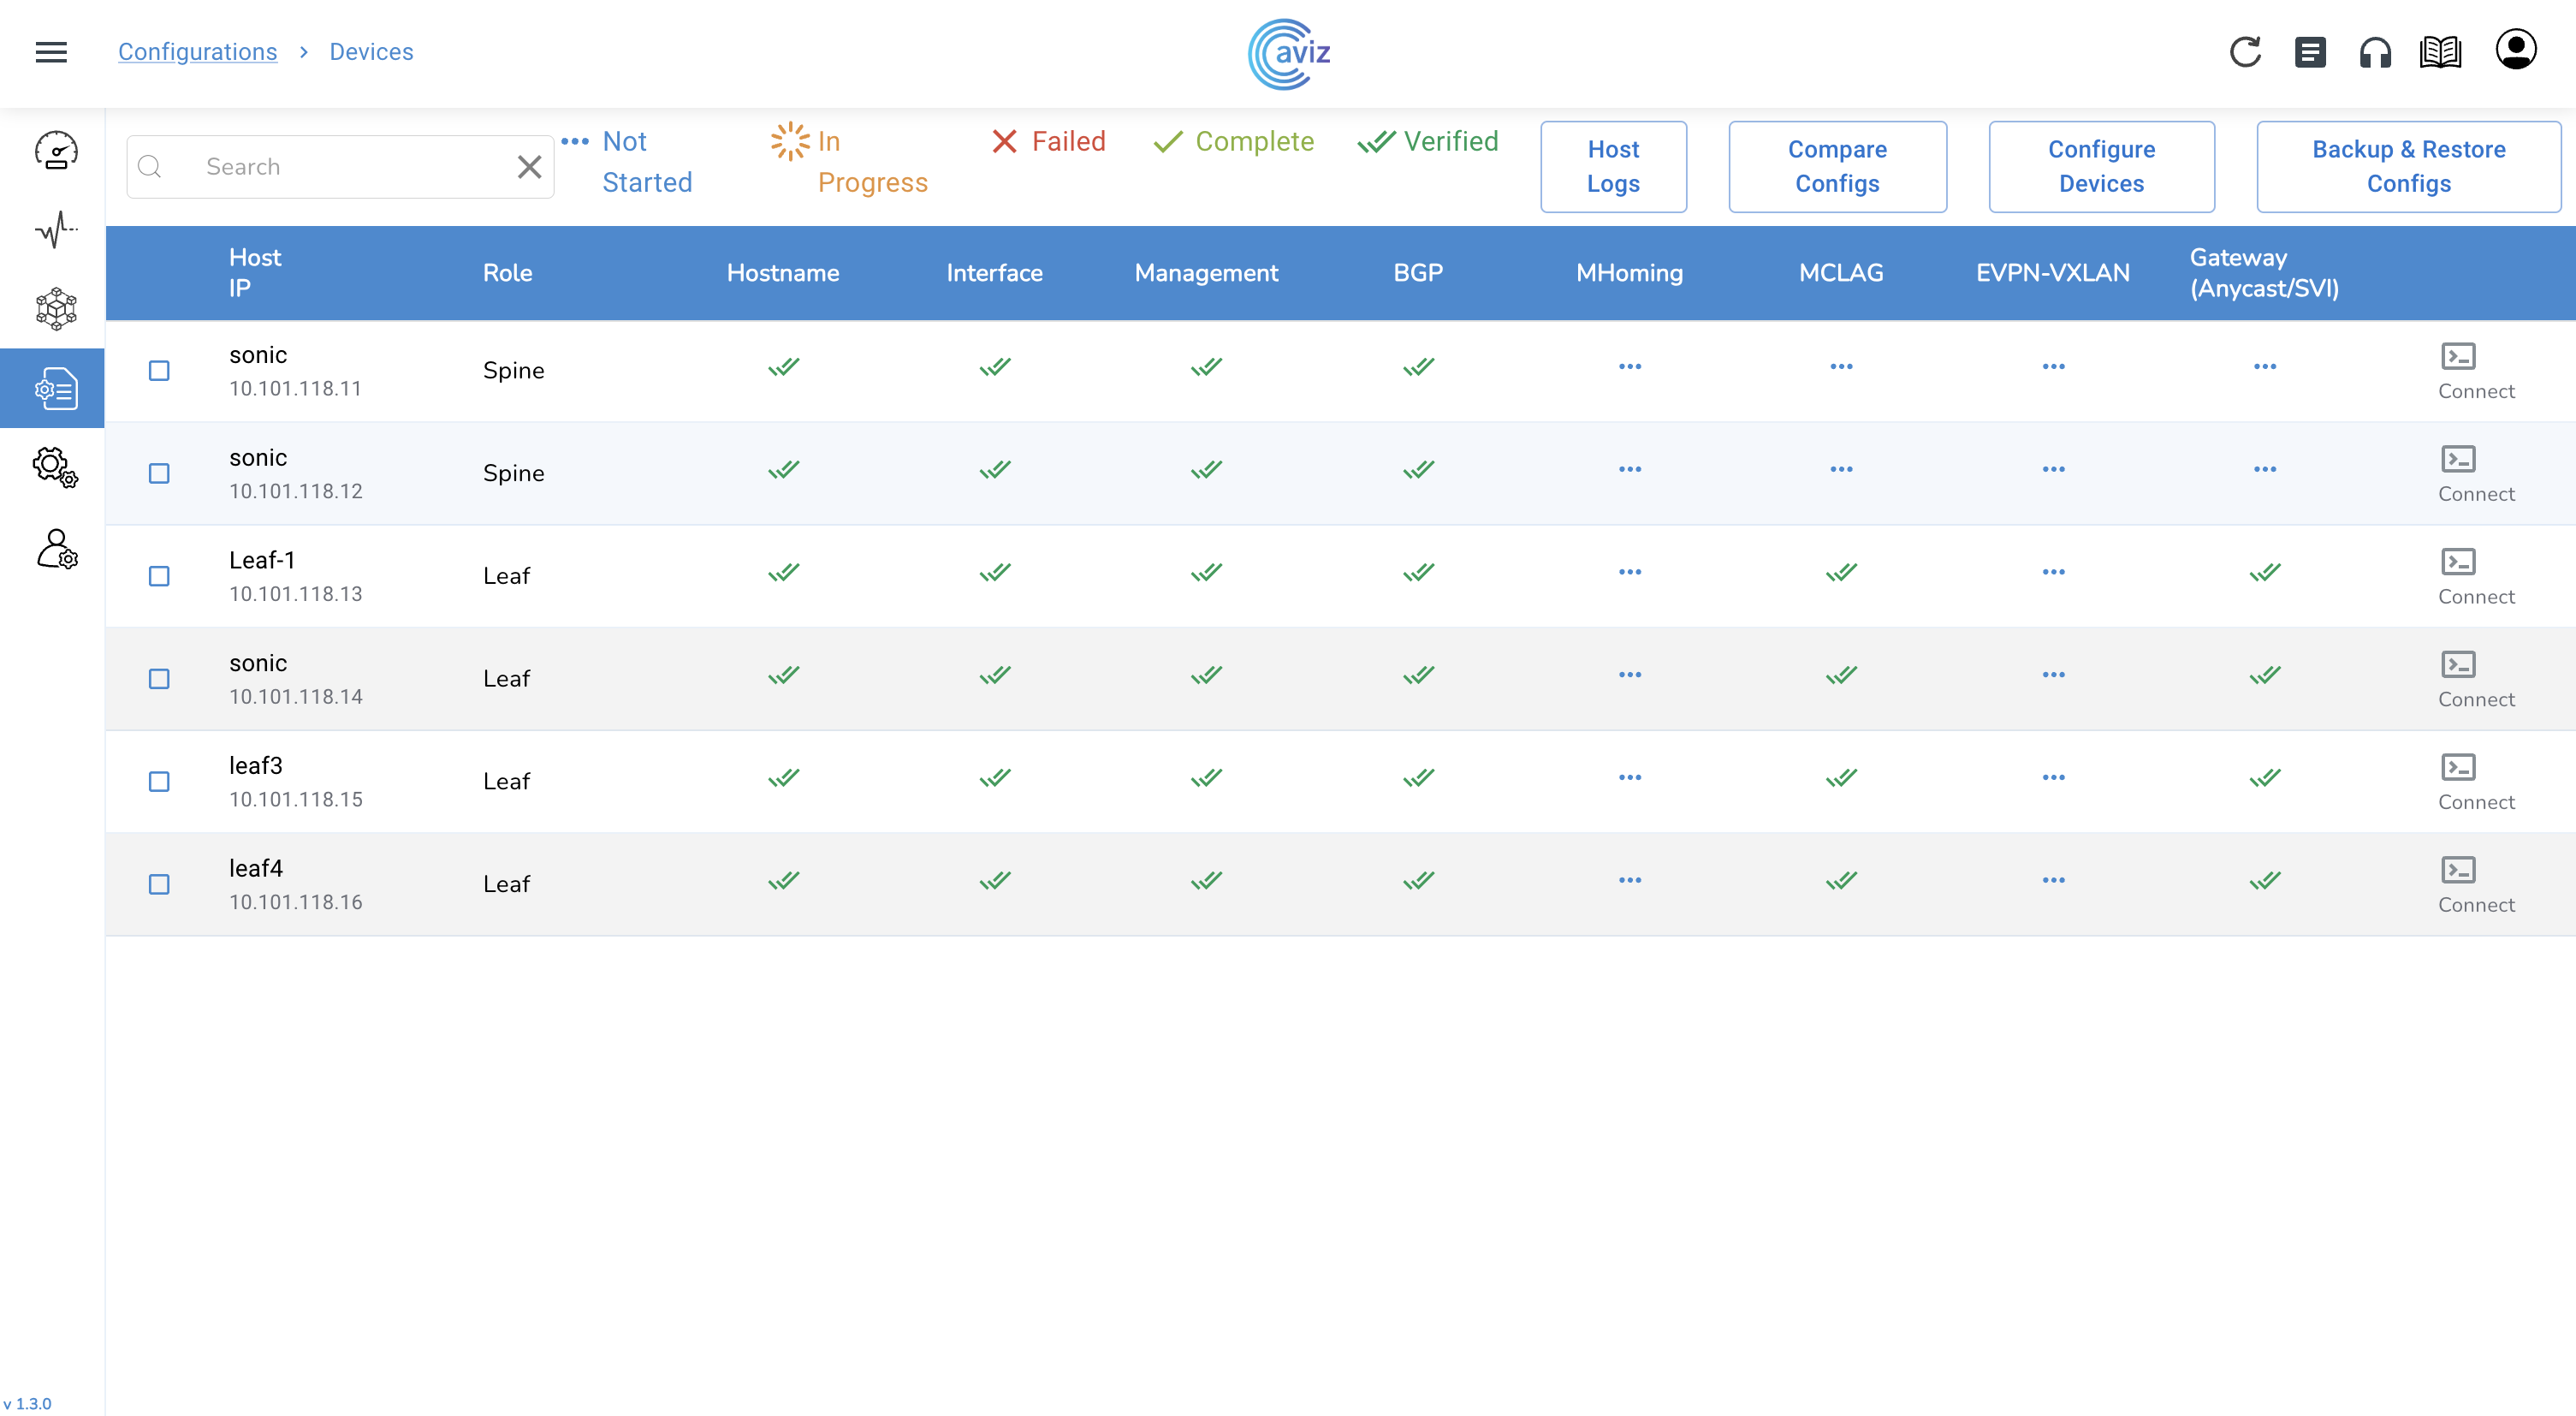 Configurations > Devices
aviz
Search
Not
Started
In
Progress
Failed
Complete
Verified
Host
Logs
Compare
Configs
Configure
Devices
Backup & Restore
Configs
Host
IP
Role
Hostname
Interface
Management
BGP
MHoming
MCLAG
EVPN-VXLAN
Gateway
(Anycast/SVI)
sonic
10.101.118.11
Spine
Connect
sonic
10.101.118.12
Spine
Connect
Leaf-1
10.101.118.13
Leaf
Connect
sonic
10.101.118.14
Leaf
Connect
leaf3
10.101.118.15
Leaf
Connect
leaf4
10.101.118.16
Leaf
Connect
v 1.3.0